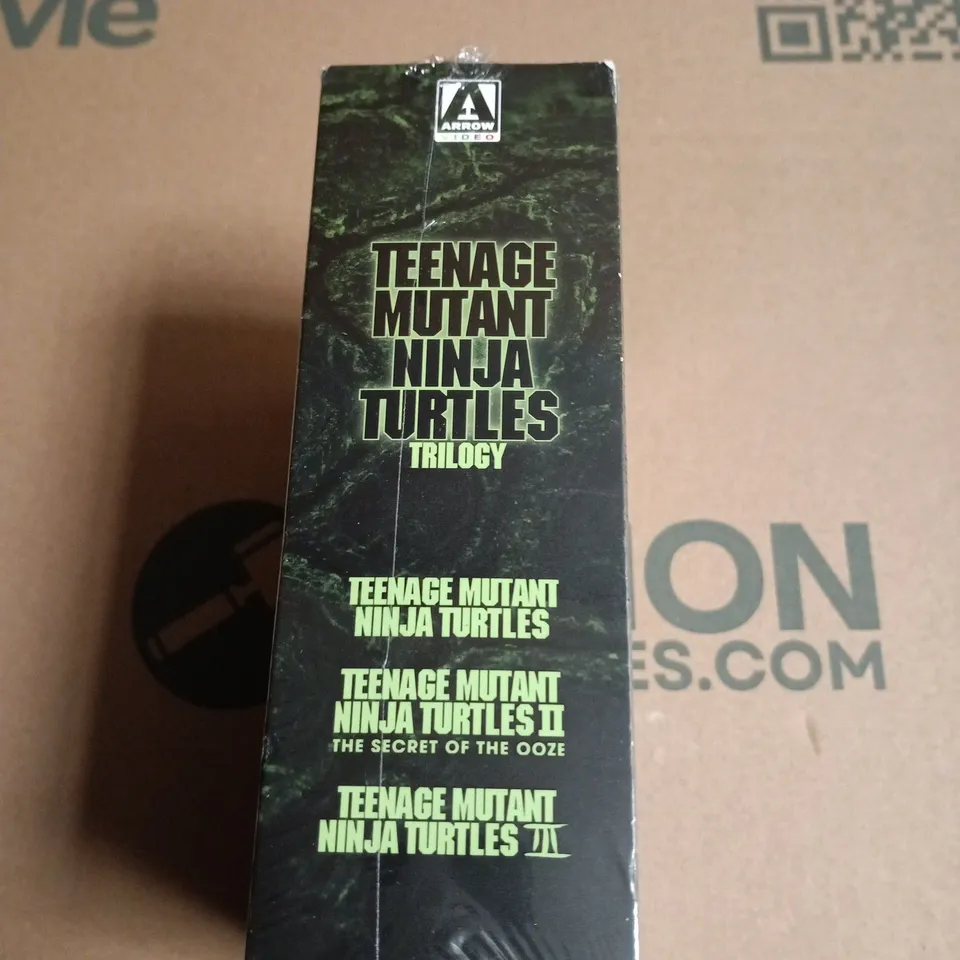 ARROW
VIDEO
TEENAGE
MUTANT
NINJA
TURTLES
TRILOGY
TEENAGE MUTANT
NINJA TURTLES
TEENAGE MUTANT
NINJA TURTLES II
THE SECRET OF THE OOZE
TEENAGE MUTANT
NINJA TURTLES III
ION
ES.COM